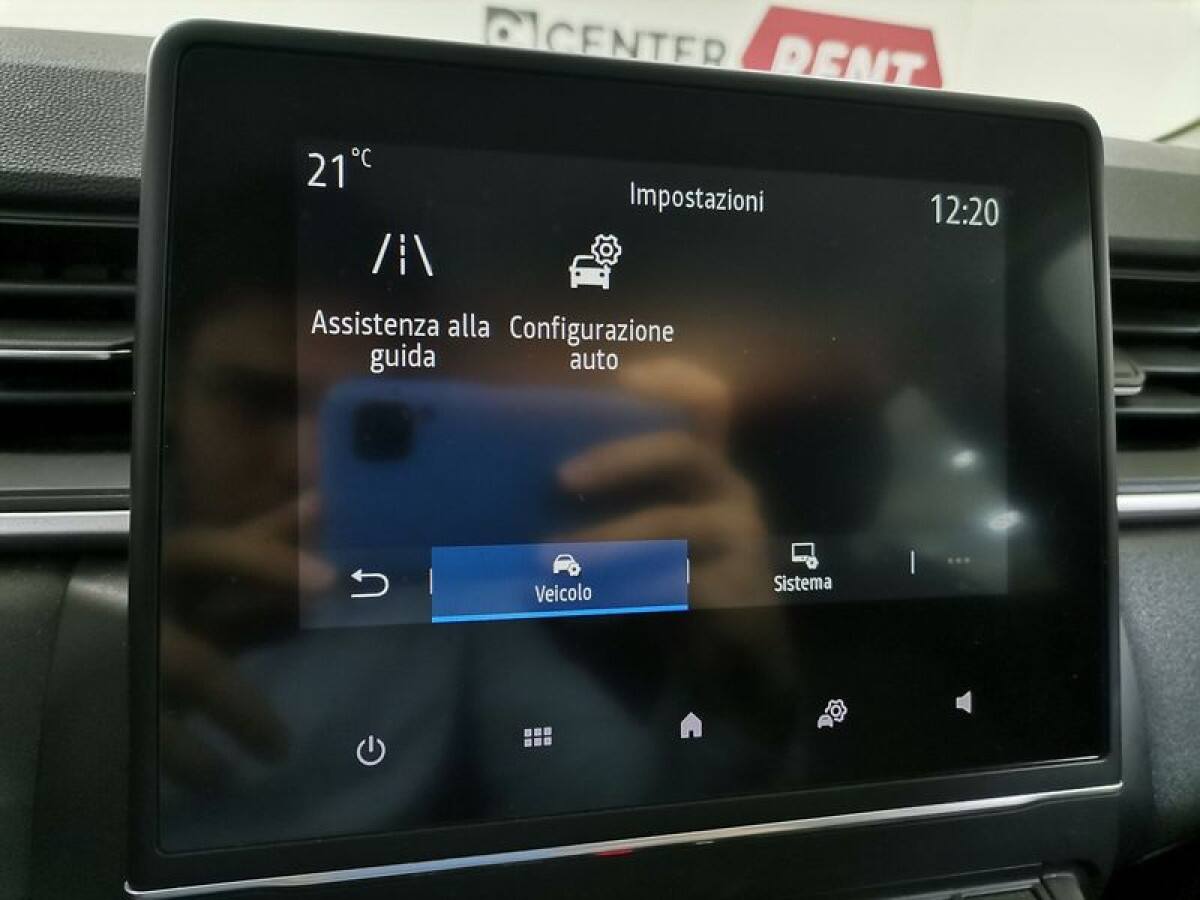 CENTER
RENT
21°C
Impostazioni
12:20
Assistenza alla
guida
Configurazione
auto
Veicolo
Sistema